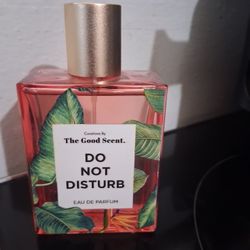 Curations By
The Good Scent.
DO
NOT
DISTURB
EAU DE PARFUM